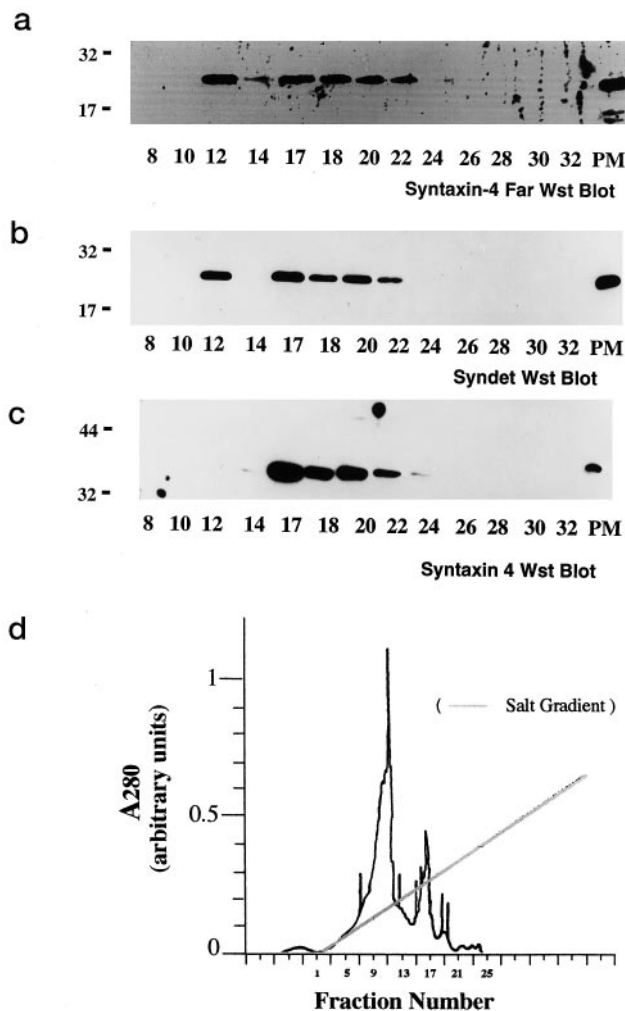 a
32
17
8 10 12 14 17 18 20 22 24 26 28 30 32 PM
Syntaxin-4 Far Wst Blot
b
32
17
8 10 12 14 17 18 20 22 24 26 28 30 32 PM
Syndet Wst Blot
c
44
32
8 10 12 14 17 18 20 22 24 26 28 30 32 PM
Syntaxin 4 Wst Blot
d
1
0.5
0
A280
(arbitrary units)
( — Salt Gradient )
1 5 9 13 17 21 25
Fraction Number